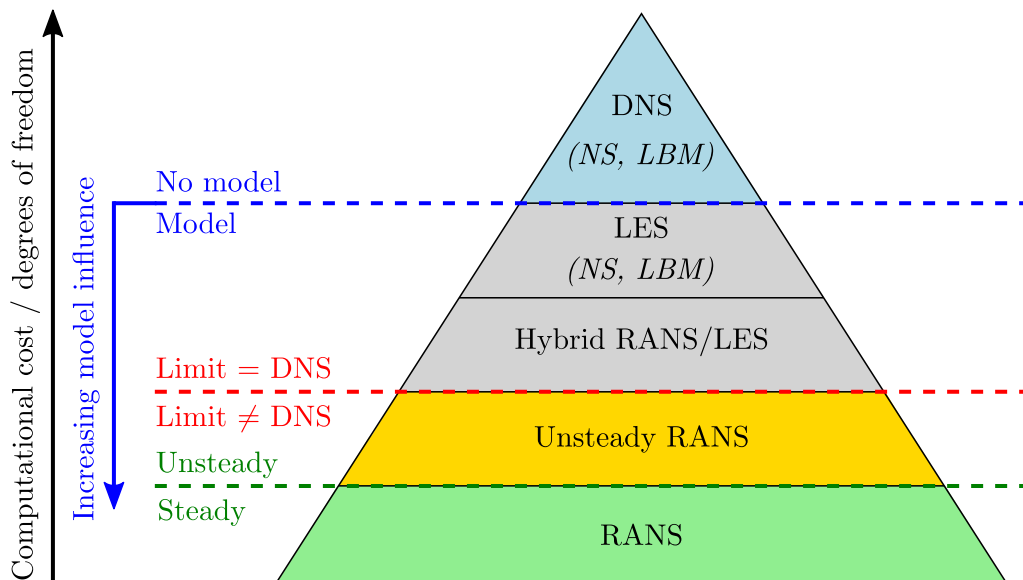 Computational cost / degrees of freedom
Increasing model influence
No model
Model
Limit = DNS
Limit ≠ DNS
Unsteady
Steady
DNS
(NS, LBM)
LES
(NS, LBM)
Hybrid RANS/LES
Unsteady RANS
RANS